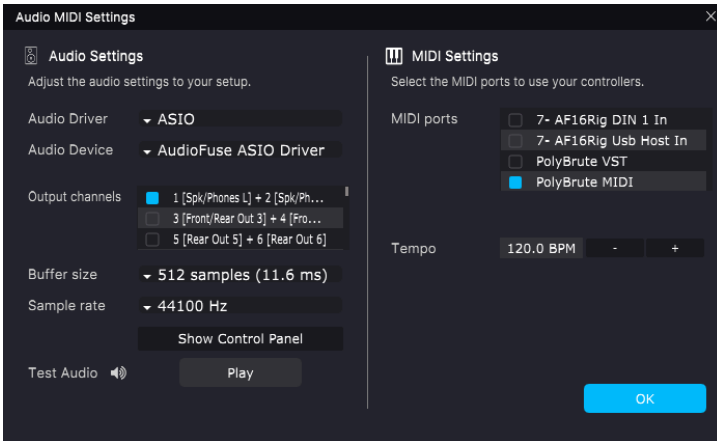 Audio MIDI Settings
Audio Settings
Adjust the audio settings to your setup.
Audio Driver
ASIO
Audio Device
AudioFuse ASIO Driver
Output channels
1 [Spk/Phones L] + 2 [Spk/Ph...
3 [Front/Rear Out 3] + 4 [Fro...
5 [Rear Out 5] + 6 [Rear Out 6]
Buffer size
512 samples (11.6 ms)
Sample rate
44100 Hz
Show Control Panel
Test Audio
Play
MIDI Settings
Select the MIDI ports to use your controllers.
MIDI ports
7- AF16Rig DIN 1 In
7- AF16Rig Usb Host In
PolyBrute VST
PolyBrute MIDI
Tempo
120.0 BPM - +
OK